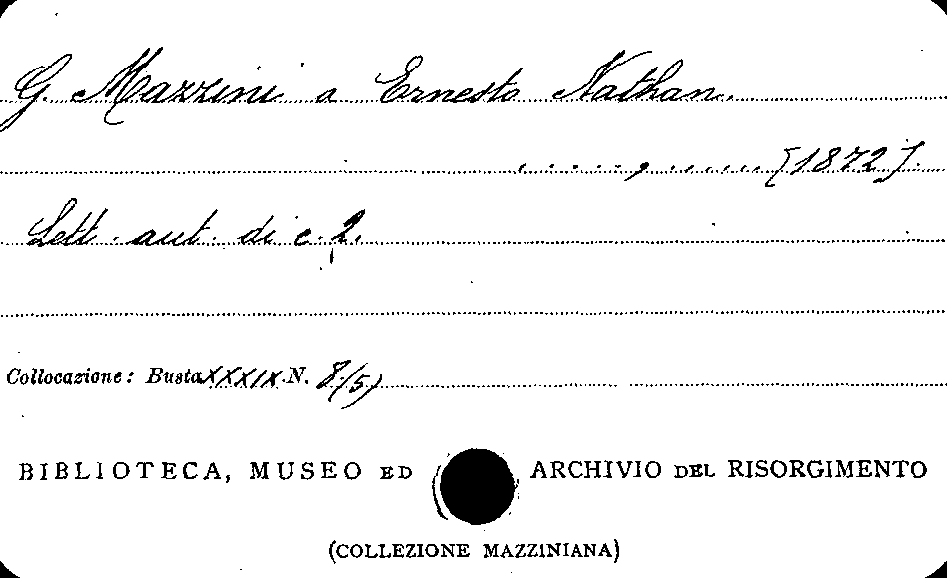 G. Mazzini a Ernesto Nathan.
....., ...... [1872].
Lett. aut. di c. 2.
Collocazione: Busta XXXIX N. 8/5)
BIBLIOTECA, MUSEO ED ARCHIVIO DEL RISORGIMENTO
(COLLEZIONE MAZZINIANA)